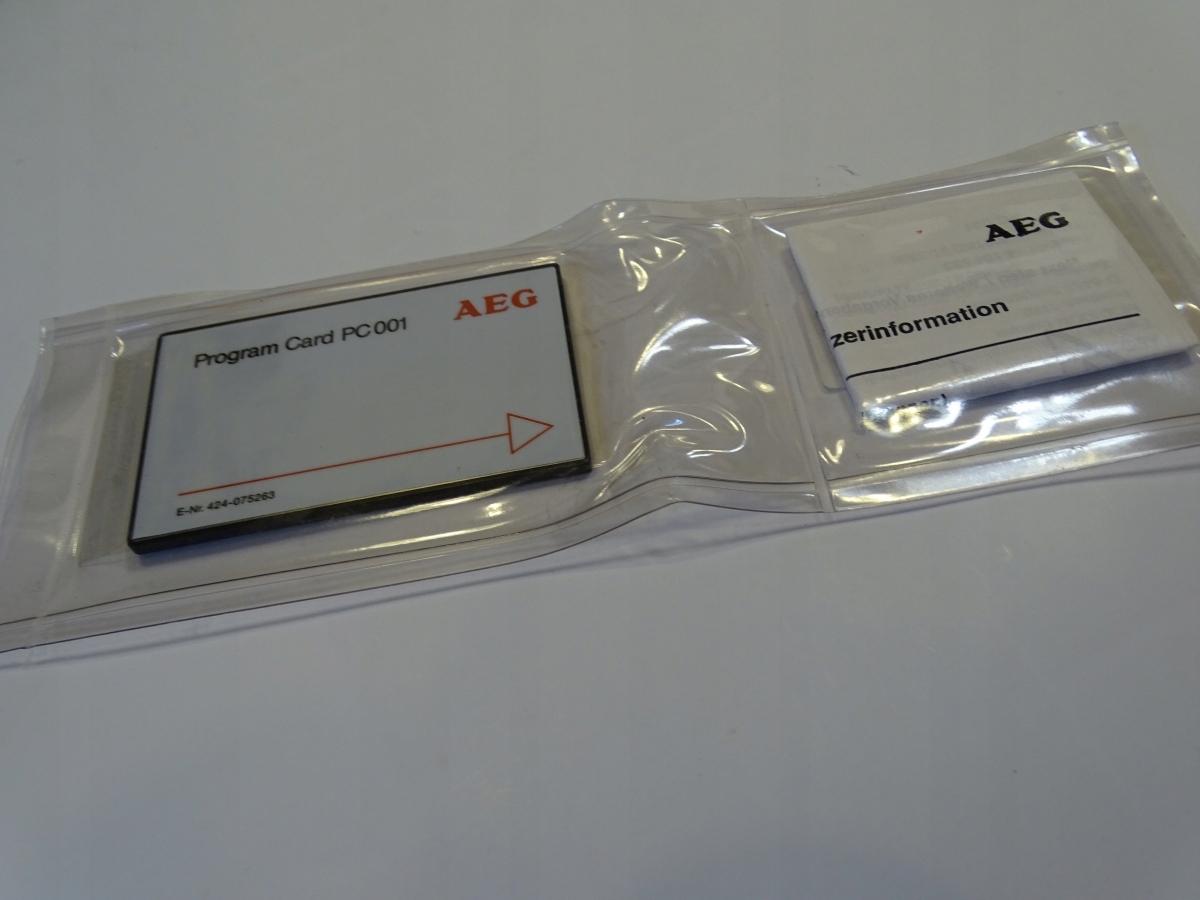 Program Card PC 001
AEG
E-Nr. 424-075263
AEG
zerinformation